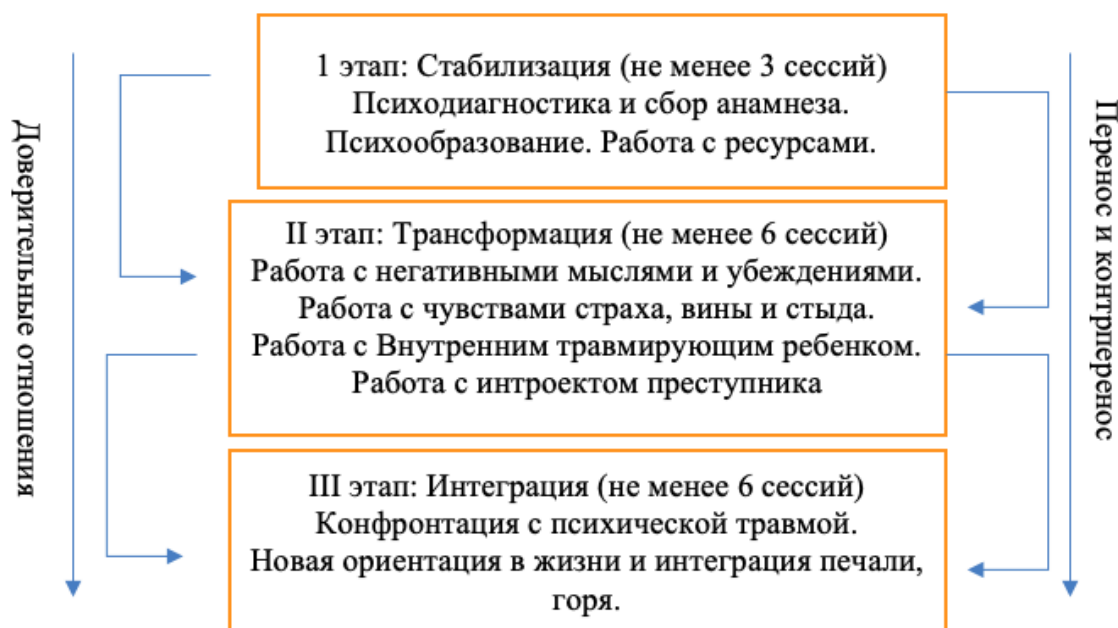 Доверительные отношения
1 этап: Стабилизация (не менее 3 сессий)
Психодиагностика и сбор анамнеза.
Психообразование. Работа с ресурсами.
II этап: Трансформация (не менее 6 сессий)
Работа с негативными мыслями и убеждениями.
Работа с чувствами страха, вины и стыда.
Работа с Внутренним травмирующим ребенком.
Работа с интроектом преступника
III этап: Интеграция (не менее 6 сессий)
Конфронтация с психической травмой.
Новая ориентация в жизни и интеграция печали,
горя.
Перенос и контрперенос